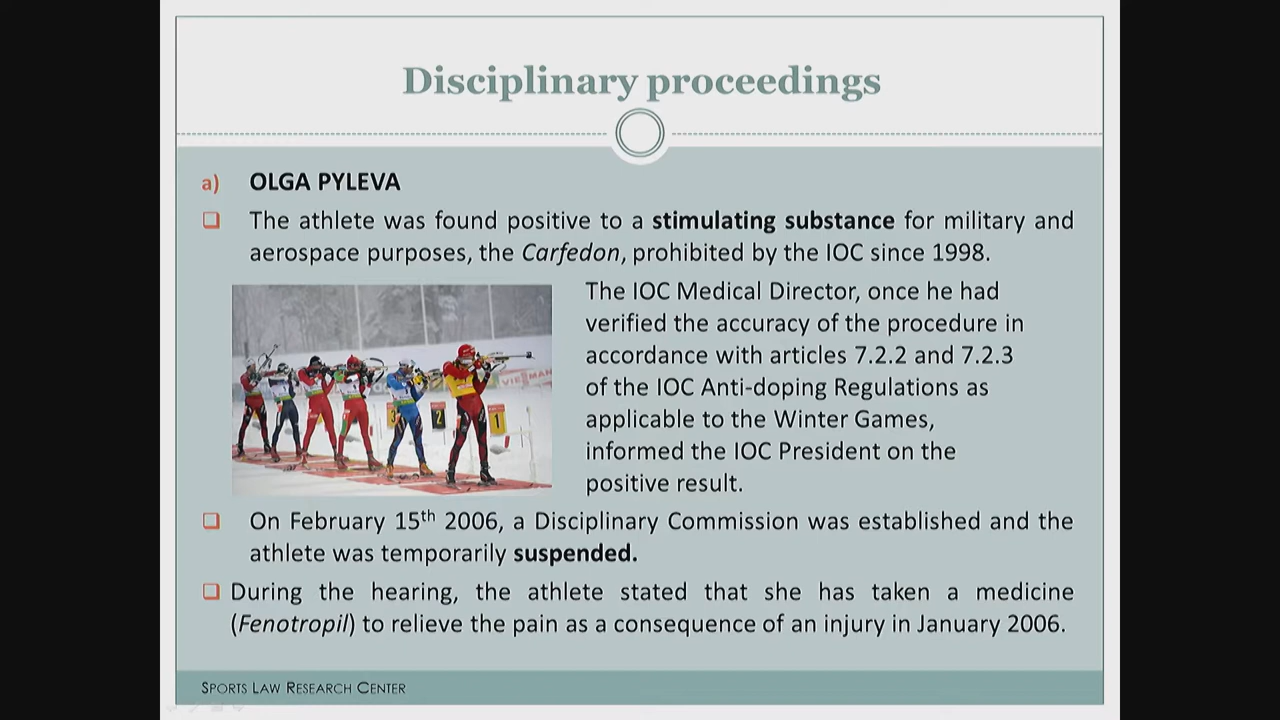 Disciplinary proceedings
a) OLGA PYLEVA
The athlete was found positive to a stimulating substance for military and
aerospace purposes, the Carfedon, prohibited by the IOC since 1998.
The IOC Medical Director, once he had
verified the accuracy of the procedure in
accordance with articles 7.2.2 and 7.2.3
of the IOC Anti-doping Regulations as
applicable to the Winter Games,
informed the IOC President on the
positive result.
3
2
1
On February 15th 2006, a Disciplinary Commission was established and the
athlete was temporarily suspended.
During the hearing, the athlete stated that she has taken a medicine
(Fenotropil) to relieve the pain as a consequence of an injury in January 2006.
SPORTS LAW RESEARCH CENTER